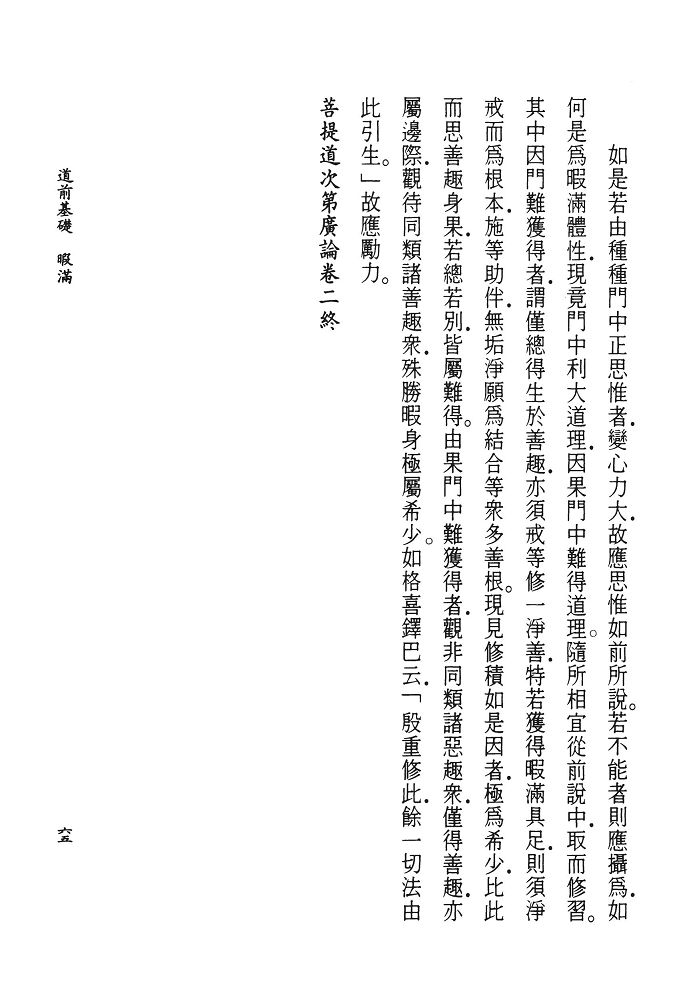 如是若由種種門中正思惟者．變心力大．故應思惟如前所說。若不能者則應攝爲．如
何是爲暇滿體性．現竟門中利大道理．因果門中難得道理。隨所相宜從前說中．取而修習。
其中因門難獲得者．謂僅總得生於善趣．亦須戒等修一淨善．特若獲得暇滿具足．則須淨
戒而爲根本．施等助伴．無垢淨願爲結合等衆多善根。現見修積如是因者．極爲希少．比此
而思善趣身果．若總若別．皆屬難得。由果門中難獲得者．觀非同類諸惡趣衆．僅得善趣．亦
屬邊際．觀待同類諸善趣衆．殊勝暇身極屬希少。如格喜鐸巴云．「殷重修此．餘一切法由
此引生。」故應勵力。
菩提道次第廣論卷二終
道前基礎　暇滿
六五